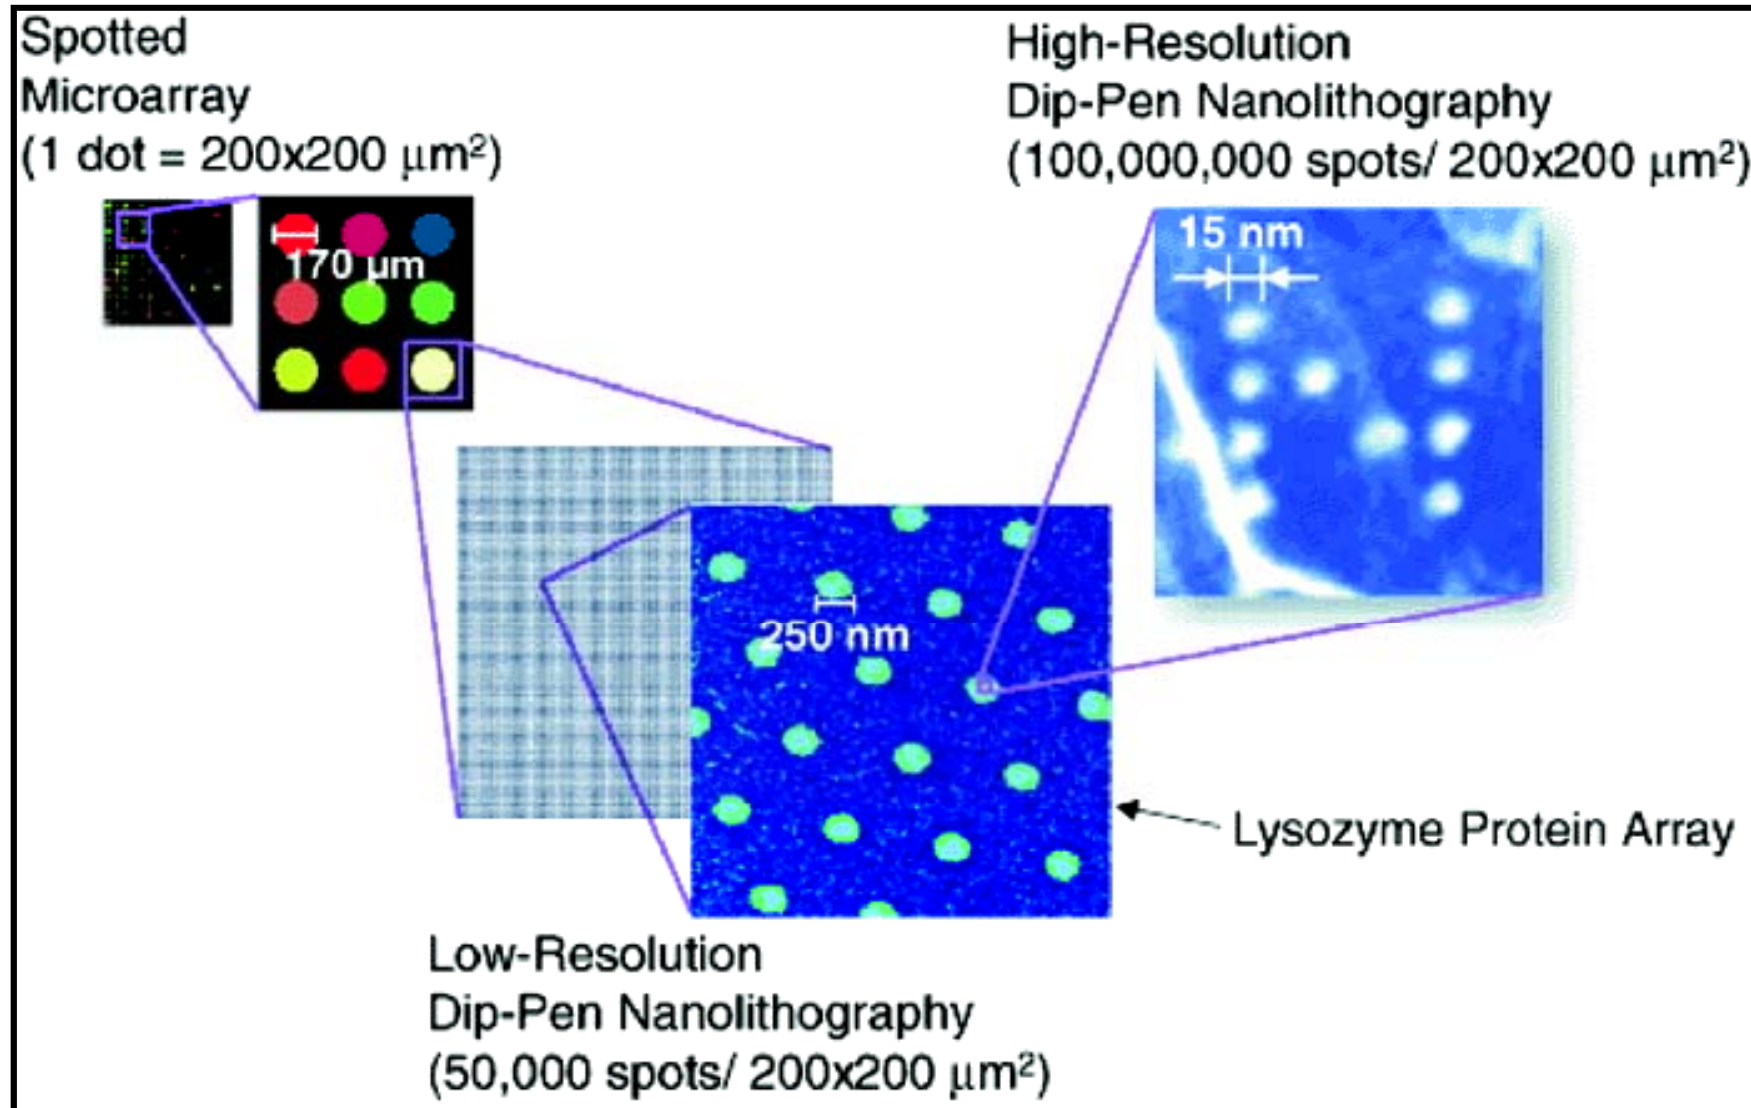 Spotted
Microarray
(1 dot = 200x200 μm²)
170 μm
High-Resolution
Dip-Pen Nanolithography
(100,000,000 spots/ 200x200 μm²)
15 nm
250 nm
Lysozyme Protein Array
Low-Resolution
Dip-Pen Nanolithography
(50,000 spots/ 200x200 μm²)